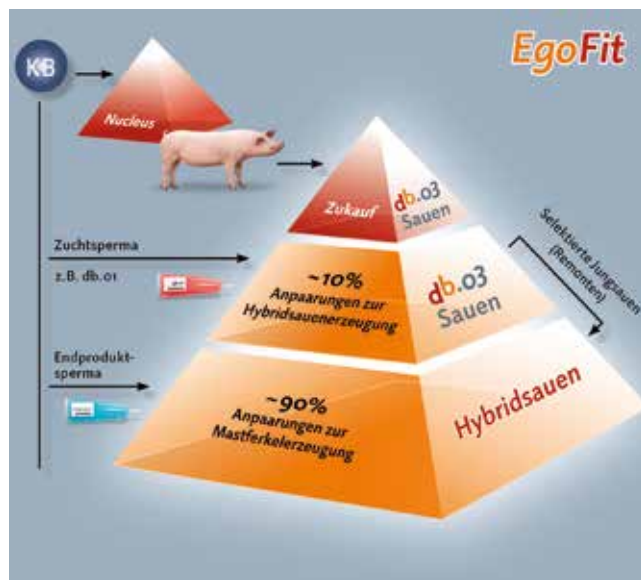 EgoFit
KB
Nucleus
Zukauf
db.03
Sauen
Selektierte Jungsauen
(Remonten)
Zuchtsperma
z.B. db.01
~10%
Anpaarungen zur
Hybridsauenerzeugung
db.03
Sauen
Endprodukt-
sperma
~90%
Anpaarungen zur
Mastferkelerzeugung
Hybridsauen